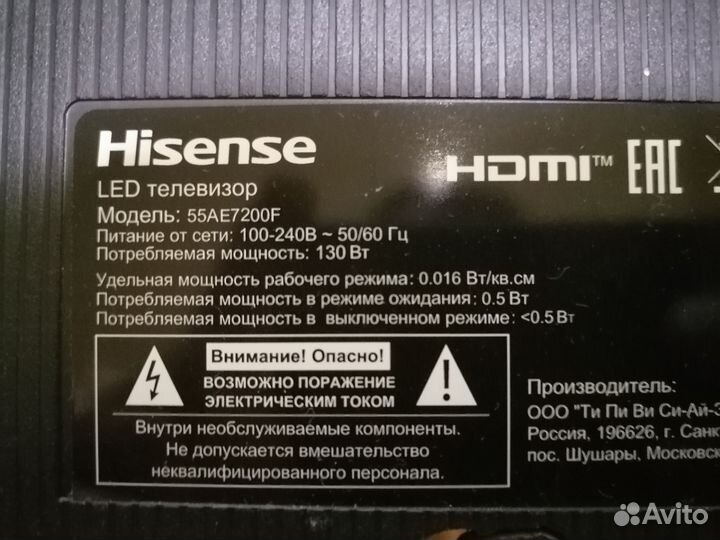 Hisense
HDMI™ EAC
LED телевизор
Модель: 55AE7200F
Питание от сети: 100-240В ~ 50/60 Гц
Потребляемая мощность: 130 Вт
Удельная мощность рабочего режима: 0.016 Вт/кв.см
Потребляемая мощность в режиме ожидания: 0.5 Вт
Потребляемая мощность в выключенном режиме: <0.5 Вт
Внимание! Опасно!
ВОЗМОЖНО ПОРАЖЕНИЕ
ЭЛЕКТРИЧЕСКИМ ТОКОМ
Внутри необслуживаемые компоненты.
Не допускается вмешательство
неквалифицированного персонала.
Производитель:
ООО "Ти Пи Ви Си-Ай-Э
Россия, 196626, г. Санк
пос. Шушары, Московск
Avito